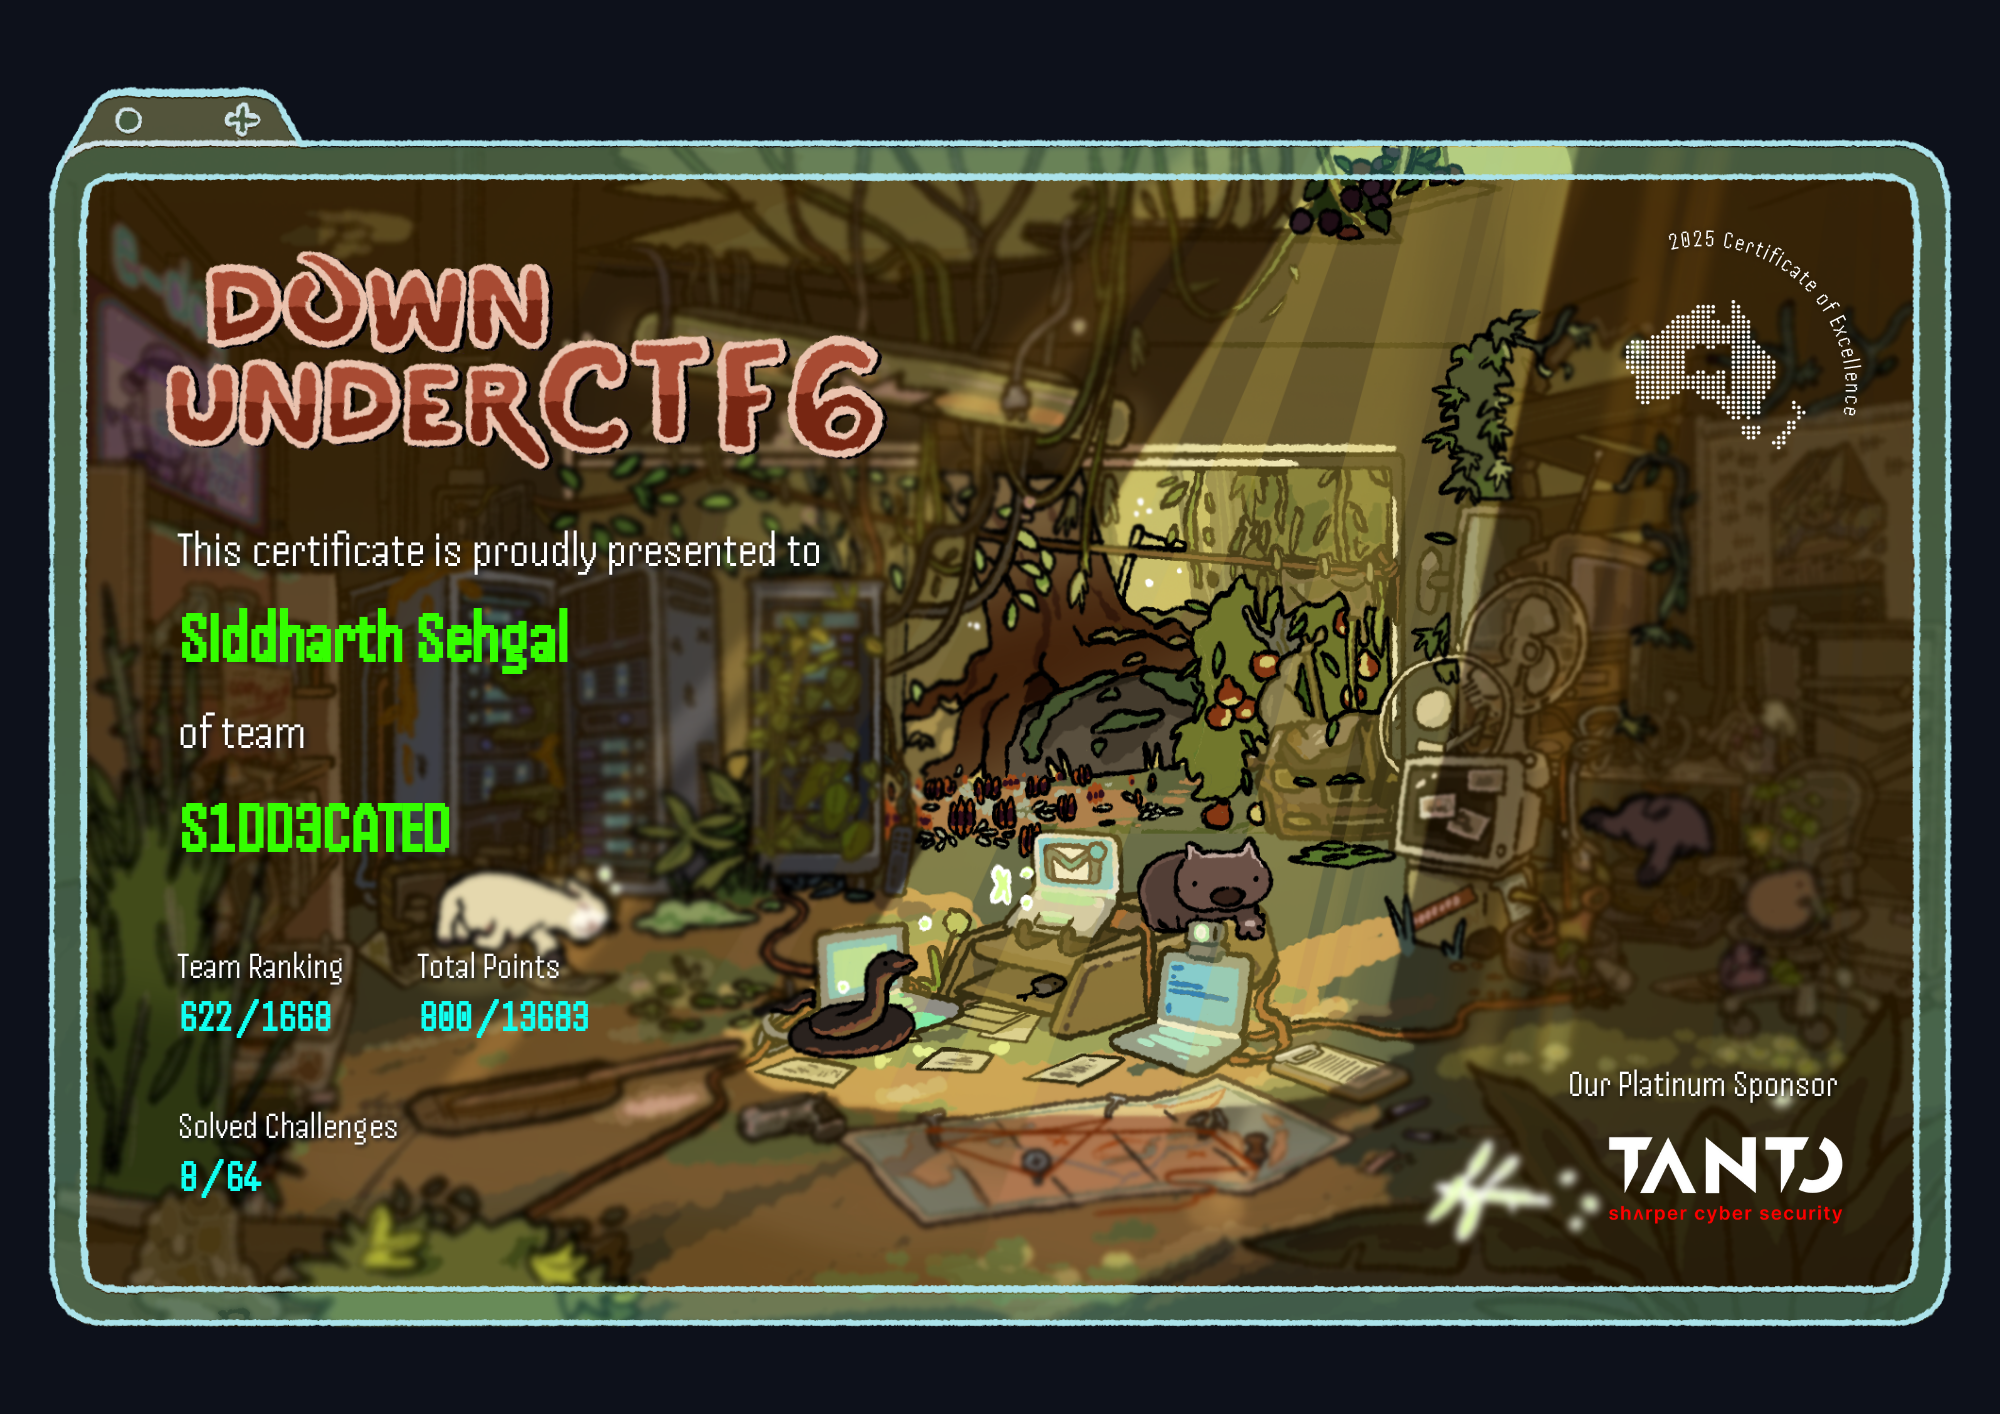 DOWN
UNDERCTF6
2025 Certificate of Excellence
This certificate is proudly presented to
SIddharth Sehgal
of team
S1DD3CATED
Team Ranking
622/1668
Total Points
800/13683
Solved Challenges
8/64
Our Platinum Sponsor
TANTO
sharper cyber security